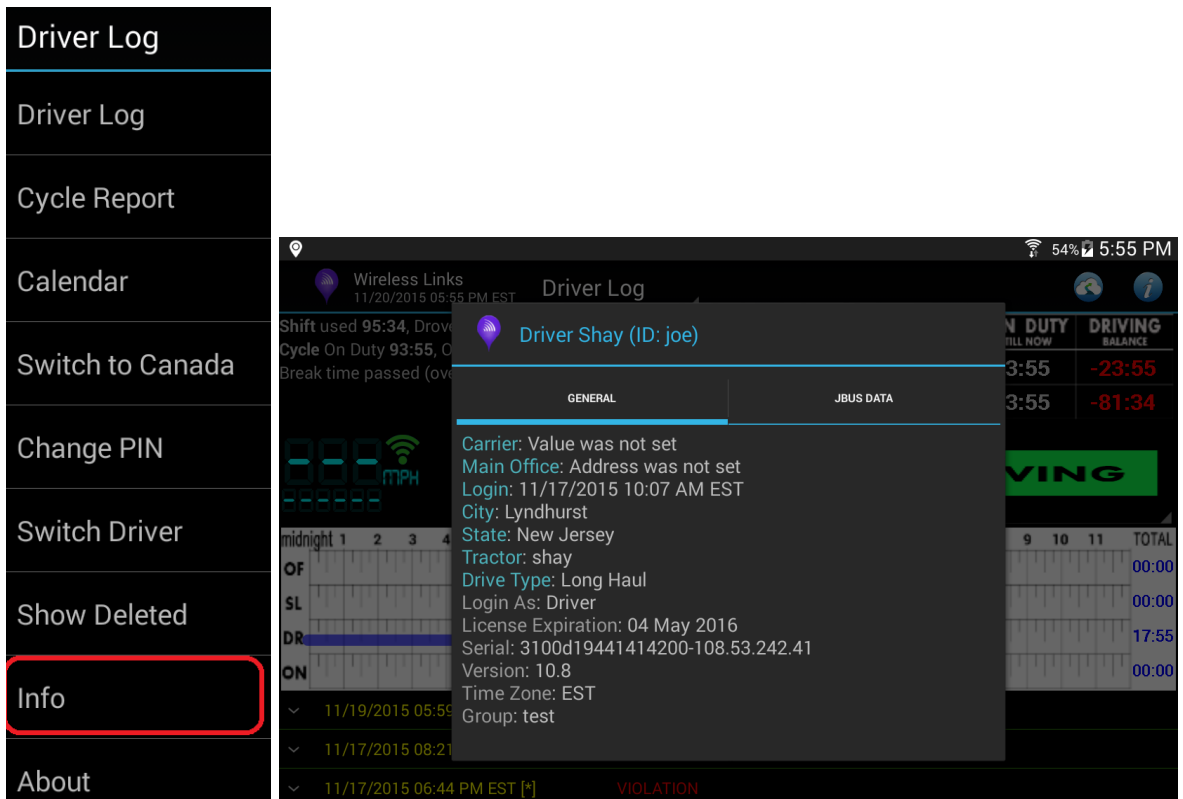 Driver Log
Driver Log
Cycle Report
Calendar
Switch to Canada
Change PIN
Switch Driver
Show Deleted
Info
About
54% 5:55 PM
Wireless Links
11/20/2015 05:55 PM EST
Driver Log
Shift used 95:34, Drove
Cycle On Duty 93:55, O
Break time passed (ove
N DUTY DRIVING
TILL NOW BALANCE
3:55 -23:55
3:55 -81:34
Driver Shay (ID: joe)
GENERAL JBUS DATA
Carrier: Value was not set
Main Office: Address was not set
Login: 11/17/2015 10:07 AM EST
City: Lyndhurst
State: New Jersey
Tractor: shay
Drive Type: Long Haul
Login As: Driver
License Expiration: 04 May 2016
Serial: 3100d19441414200-108.53.242.41
Version: 10.8
Time Zone: EST
Group: test
MPH
VING
midnight 1 2 3 4 9 10 11 TOTAL
OF 00:00
SL 00:00
DR 17:55
ON 00:00
11/19/2015 05:59
11/17/2015 08:21
11/17/2015 06:44 PM EST [*] VIOLATION